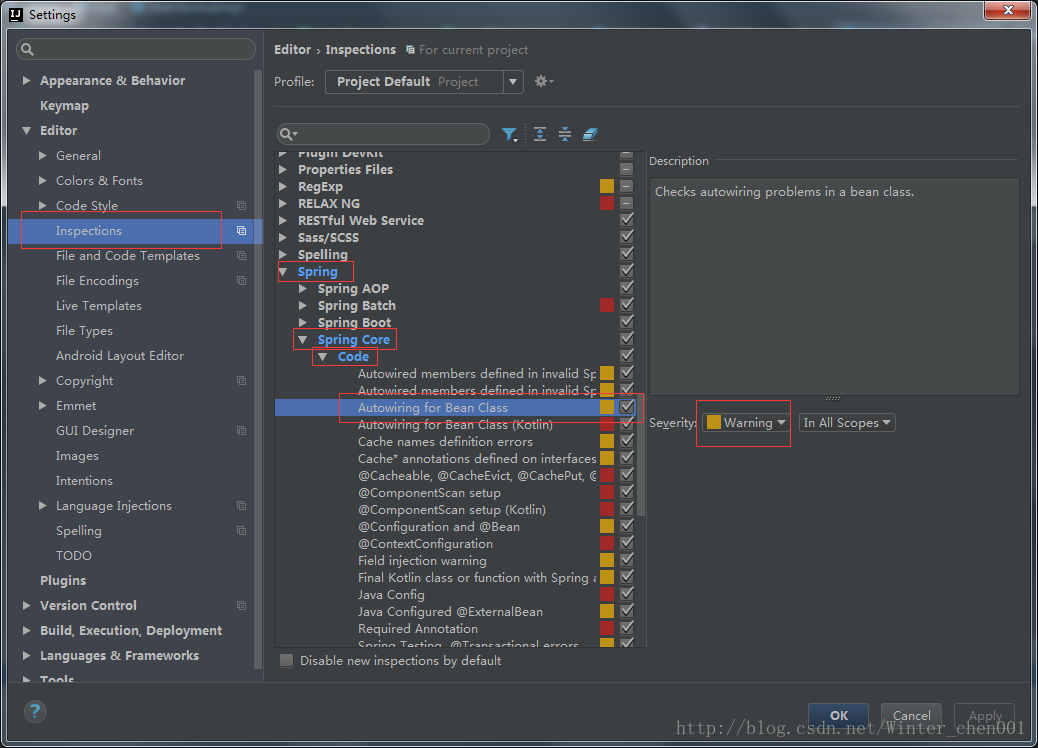 Settings
Editor › Inspections For current project
Profile: Project Default Project
Appearance & Behavior
Keymap
Editor
General
Colors & Fonts
Code Style
Inspections
File and Code Templates
File Encodings
Live Templates
File Types
Android Layout Editor
Copyright
Emmet
GUI Designer
Images
Intentions
Language Injections
Spelling
TODO
Plugins
Version Control
Build, Execution, Deployment
Languages & Frameworks
Tools
Plugin DevKit
Properties Files
RegExp
RELAX NG
RESTful Web Service
Sass/SCSS
Spelling
Spring
Spring AOP
Spring Batch
Spring Boot
Spring Core
Code
Autowired members defined in invalid Sp
Autowired members defined in invalid Sp
Autowiring for Bean Class
Autowiring for Bean Class (Kotlin)
Cache names definition errors
Cache* annotations defined on interfaces
@Cacheable, @CacheEvict, @CachePut, @
@ComponentScan setup
@ComponentScan setup (Kotlin)
@Configuration and @Bean
@ContextConfiguration
Field injection warning
Final Kotlin class or function with Spring a
Java Config
Java Configured @ExternalBean
Required Annotation
Spring Testing, @Transactional errors
Disable new inspections by default
Description
Checks autowiring problems in a bean class.
Severity: Warning In All Scopes
?
OK Cancel Apply
http://blog.csdn.net/Winter_chen001